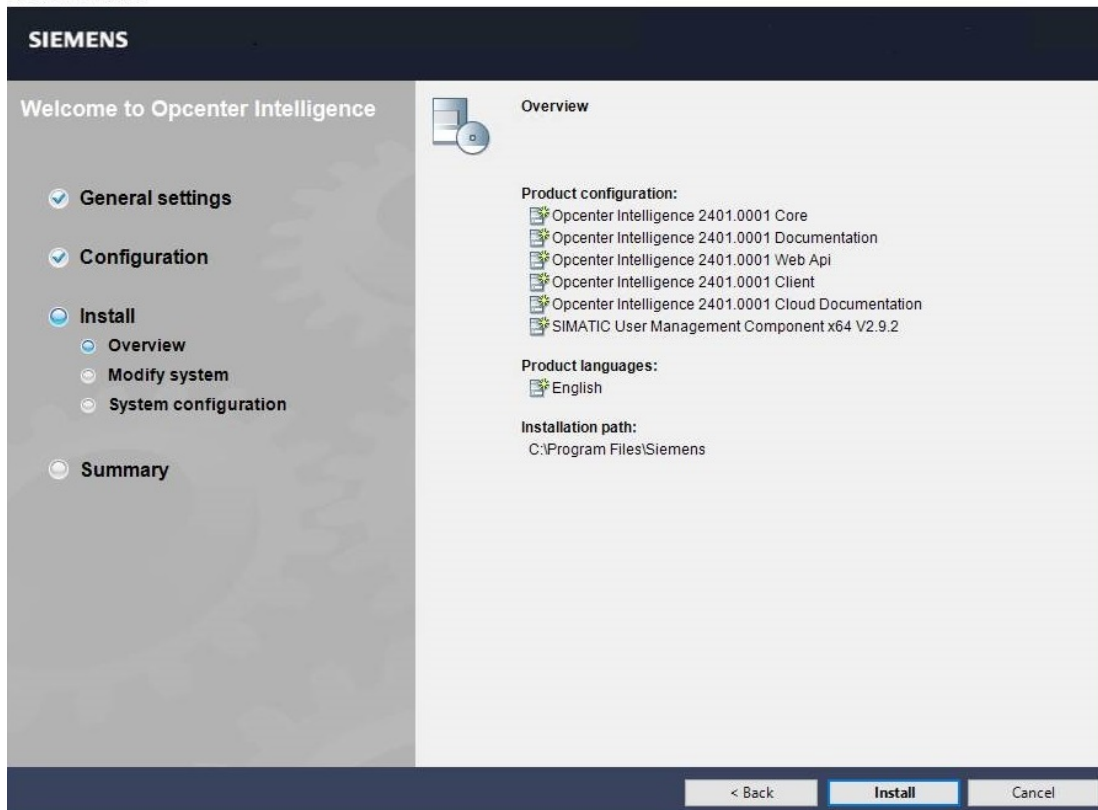 SIEMENS
Welcome to Opcenter Intelligence
General settings
Configuration
Install
Overview
Modify system
System configuration
Summary
Overview
Product configuration:
Opcenter Intelligence 2401.0001 Core
Opcenter Intelligence 2401.0001 Documentation
Opcenter Intelligence 2401.0001 Web Api
Opcenter Intelligence 2401.0001 Client
Opcenter Intelligence 2401.0001 Cloud Documentation
SIMATIC User Management Component x64 V2.9.2
Product languages:
English
Installation path:
C:\Program Files\Siemens
< Back
Install
Cancel